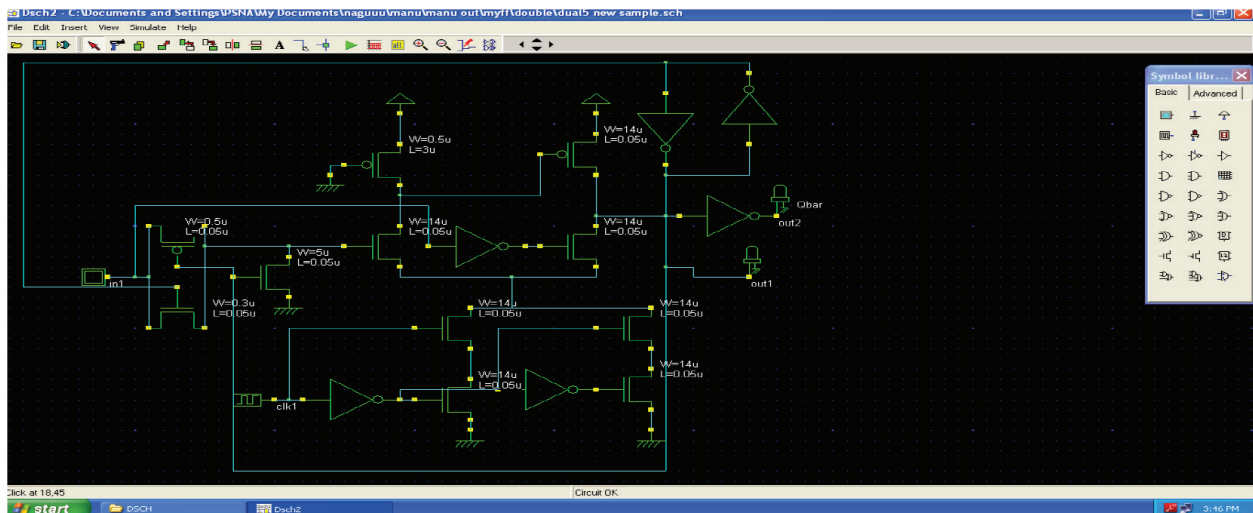 Dsch2 - C:\Documents and Settings\PSNA\My Documents\naguuu\manu\manu out\myff\double\dual5 new sample.sch
File Edit Insert View Simulate Help
A
all
Symbol libr...
Basic Advanced
W=0.5u
L=3u
W=14u
L=0.05u
Qbar
out2
W=0.5u
L=0.05u
W=14u
L=0.05u
W=14u
L=0.05u
W=5u
L=0.05u
in1
out1
W=0.3u
L=0.05u
W=14u
L=0.05u
W=14u
L=0.05u
W=14u
L=0.05u
W=14u
L=0.05u
clk1
Click at 18,45
Circuit OK
start
DSCH
Dsch2
3:46 PM